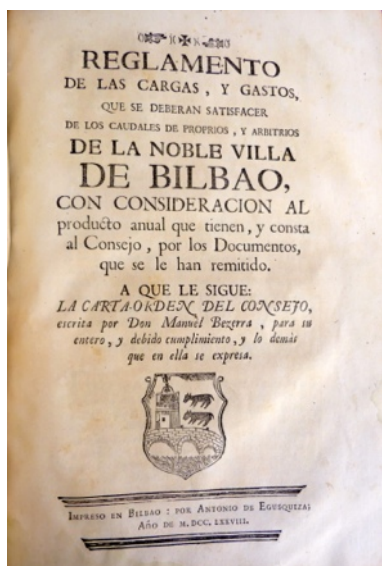 REGLAMENTO
DE LAS CARGAS, Y GASTOS,
QUE SE DEBERAN SATISFACER
DE LOS CAUDALES DE PROPRIOS, Y ARBITRIOS
DE LA NOBLE VILLA
DE BILBAO,
CON CONSIDERACION AL
producto anual que tienen, y consta
al Consejo, por los Documentos,
que se le han remitido.
A QUE LE SIGUE:
LA CARTA-ORDEN DEL CONSEJO,
escrita por Don Manuel Bezerra, para su
entero, y debido cumplimiento, y lo demàs
que en ella se expresa.
IMPRESO EN BILBAO: POR ANTONIO DE EGUSQUIZA;
AÑO DE M.DCC.LXXVIII.